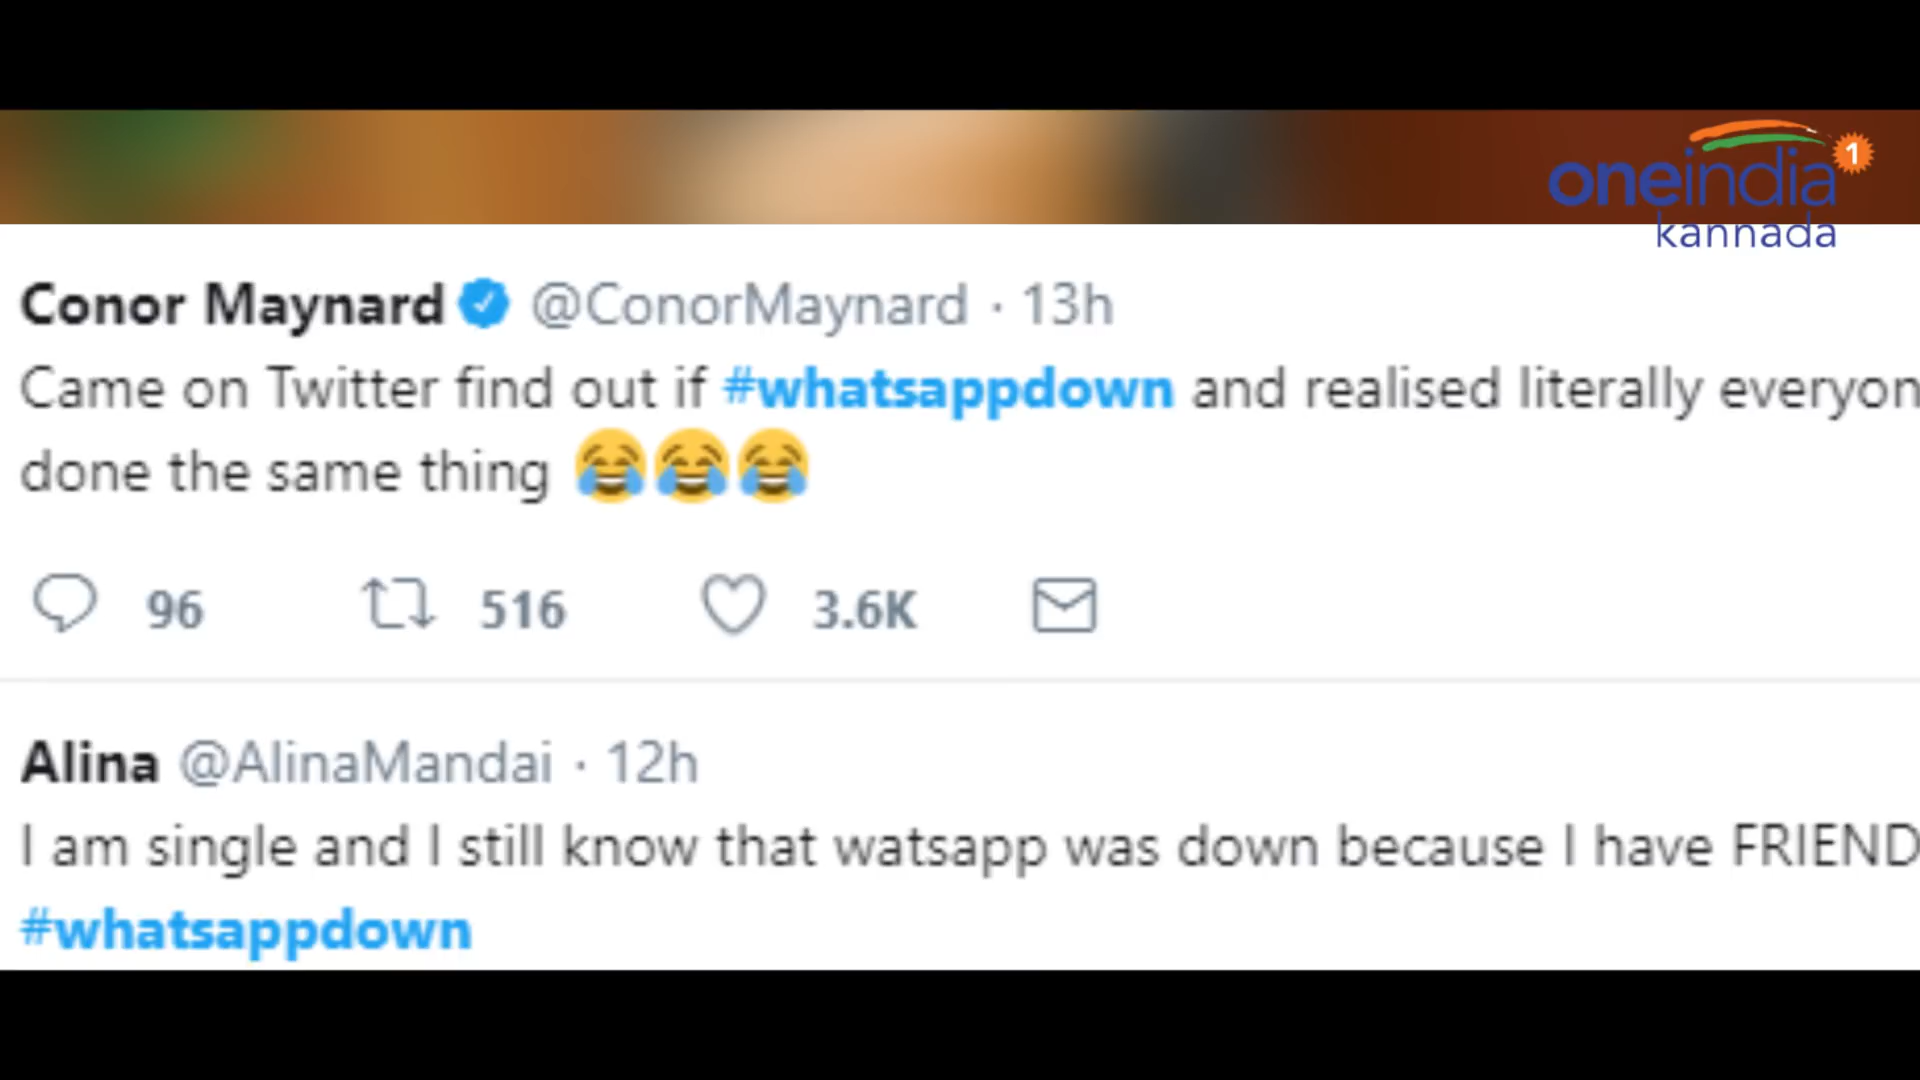 oneindia 1
kannada
Conor Maynard @ConorMaynard · 13h
Came on Twitter find out if #whatsappdown and realised literally everyon
done the same thing 😂😂😂
96 516 3.6K
Alina @AlinaMandai · 12h
I am single and I still know that watsapp was down because I have FRIEND
#whatsappdown